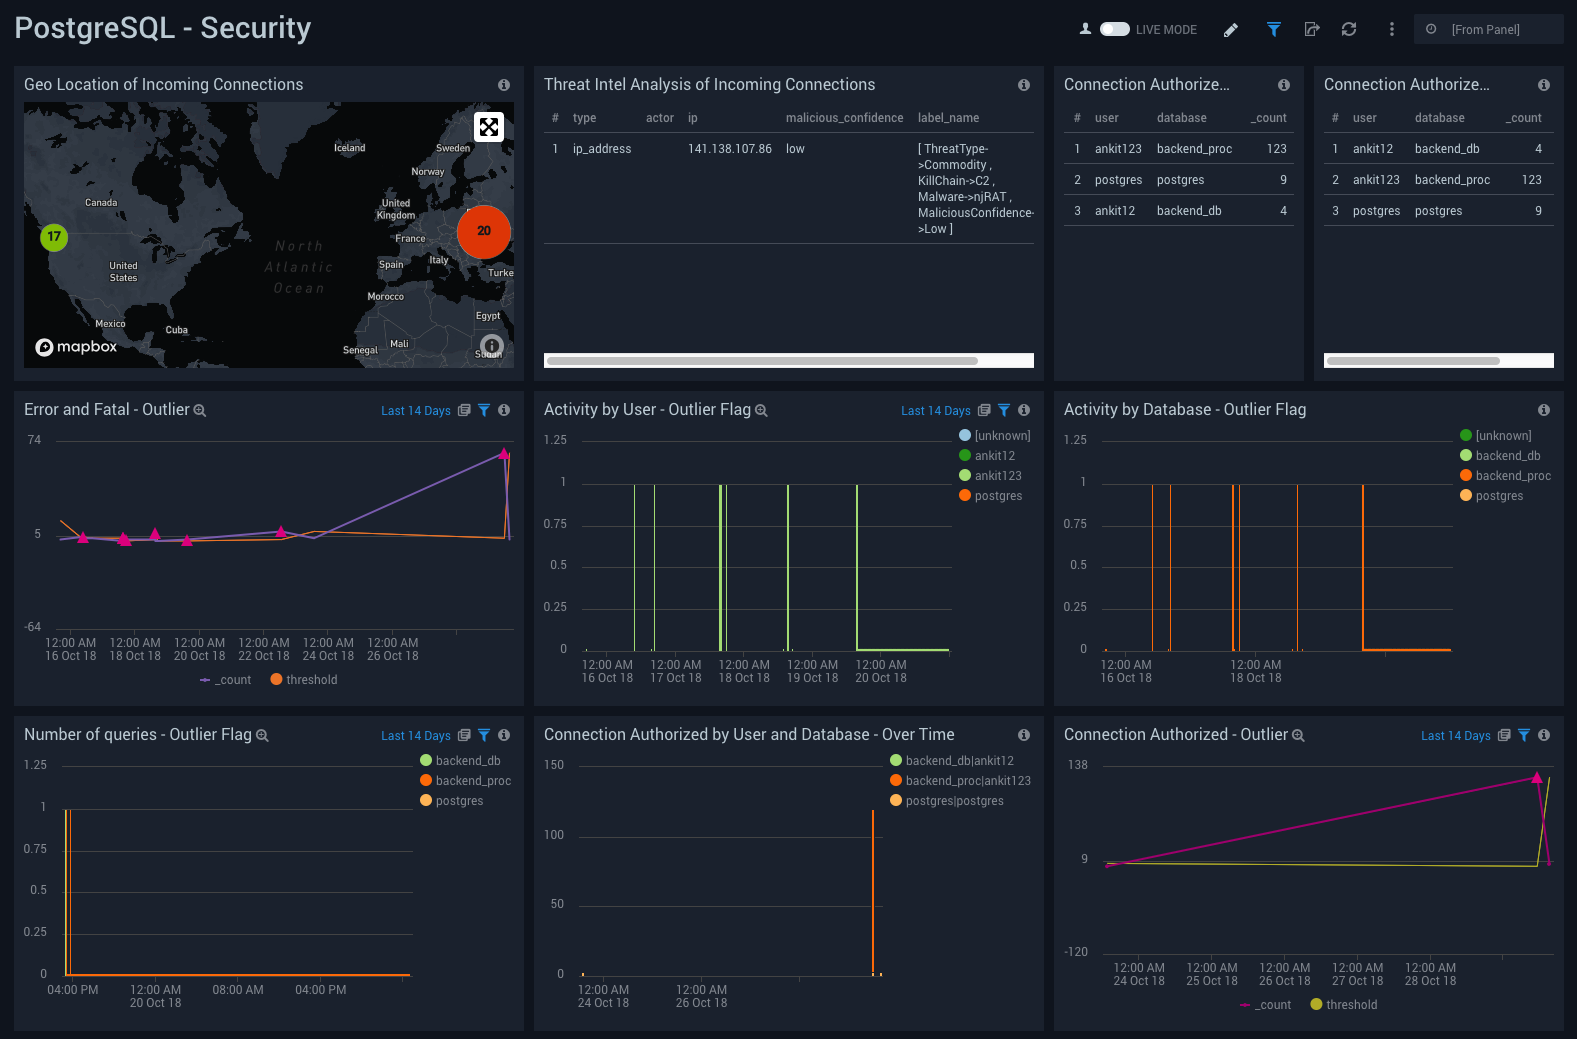 PostgreSQL - Security
LIVE MODE
[From Panel]
Geo Location of Incoming Connections
Iceland
Sweden
Norway
Canada
United
Kingdom
17
20
France
North
Atlantic
Ocean
United
States
Spain
Italy
Turke
Morocco
Mexico
Cuba
Egypt
Mali
Senegal
Sudan
mapbox
Threat Intel Analysis of Incoming Connections
# type actor ip malicious_confidence label_name
1 ip_address 141.138.107.86 low [ ThreatType-
>Commodity ,
KillChain->C2 ,
Malware->njRAT ,
MaliciousConfidence-
>Low ]
Connection Authorize...
# user database _count
1 ankit123 backend_proc 123
2 postgres postgres 9
3 ankit12 backend_db 4
Connection Authorize...
# user database _count
1 ankit12 backend_db 4
2 ankit123 backend_proc 123
3 postgres postgres 9
Error and Fatal - Outlier
Last 14 Days
74
5
-64
12:00 AM 12:00 AM 12:00 AM 12:00 AM 12:00 AM 12:00 AM
16 Oct 18 18 Oct 18 20 Oct 18 22 Oct 18 24 Oct 18 26 Oct 18
_count threshold
Activity by User - Outlier Flag
Last 14 Days
1.25
1
0.75
0.5
0.25
0
12:00 AM 12:00 AM 12:00 AM 12:00 AM 12:00 AM
16 Oct 18 17 Oct 18 18 Oct 18 19 Oct 18 20 Oct 18
[unknown]
ankit12
ankit123
postgres
Activity by Database - Outlier Flag
1.25
1
0.75
0.5
0.25
0
12:00 AM 12:00 AM
16 Oct 18 18 Oct 18
[unknown]
backend_db
backend_proc
postgres
Number of queries - Outlier Flag
Last 14 Days
1.25
1
0.75
0.5
0.25
0
04:00 PM 12:00 AM 08:00 AM 04:00 PM
20 Oct 18
backend_db
backend_proc
postgres
Connection Authorized by User and Database - Over Time
150
100
50
0
12:00 AM 12:00 AM
24 Oct 18 26 Oct 18
backend_db|ankit12
backend_proc|ankit123
postgres|postgres
Connection Authorized - Outlier
Last 14 Days
138
9
-120
12:00 AM 12:00 AM 12:00 AM 12:00 AM 12:00 AM
24 Oct 18 25 Oct 18 26 Oct 18 27 Oct 18 28 Oct 18
_count threshold